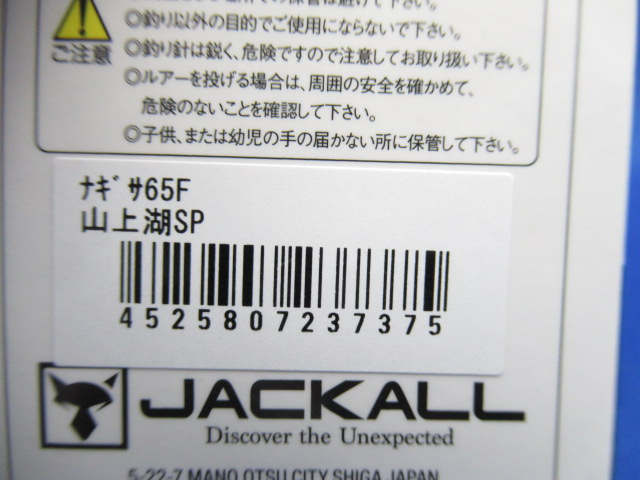 ◎釣り以外の目的でご使用にならないで下さい。
◎釣り針は鋭く、危険ですので注意してお取り扱い下さい。
ご注意
◎ルアーを投げる場合は、周囲の安全を確かめて、
危険のないことを確認して下さい。
◎子供、または幼児の手の届かない所に保管して下さい。
ﾅｷﾞｻ65F
山上湖SP
4525807237375
JACKALL
Discover the Unexpected
5-22-7 MANO OTSU CITY SHIGA JAPAN